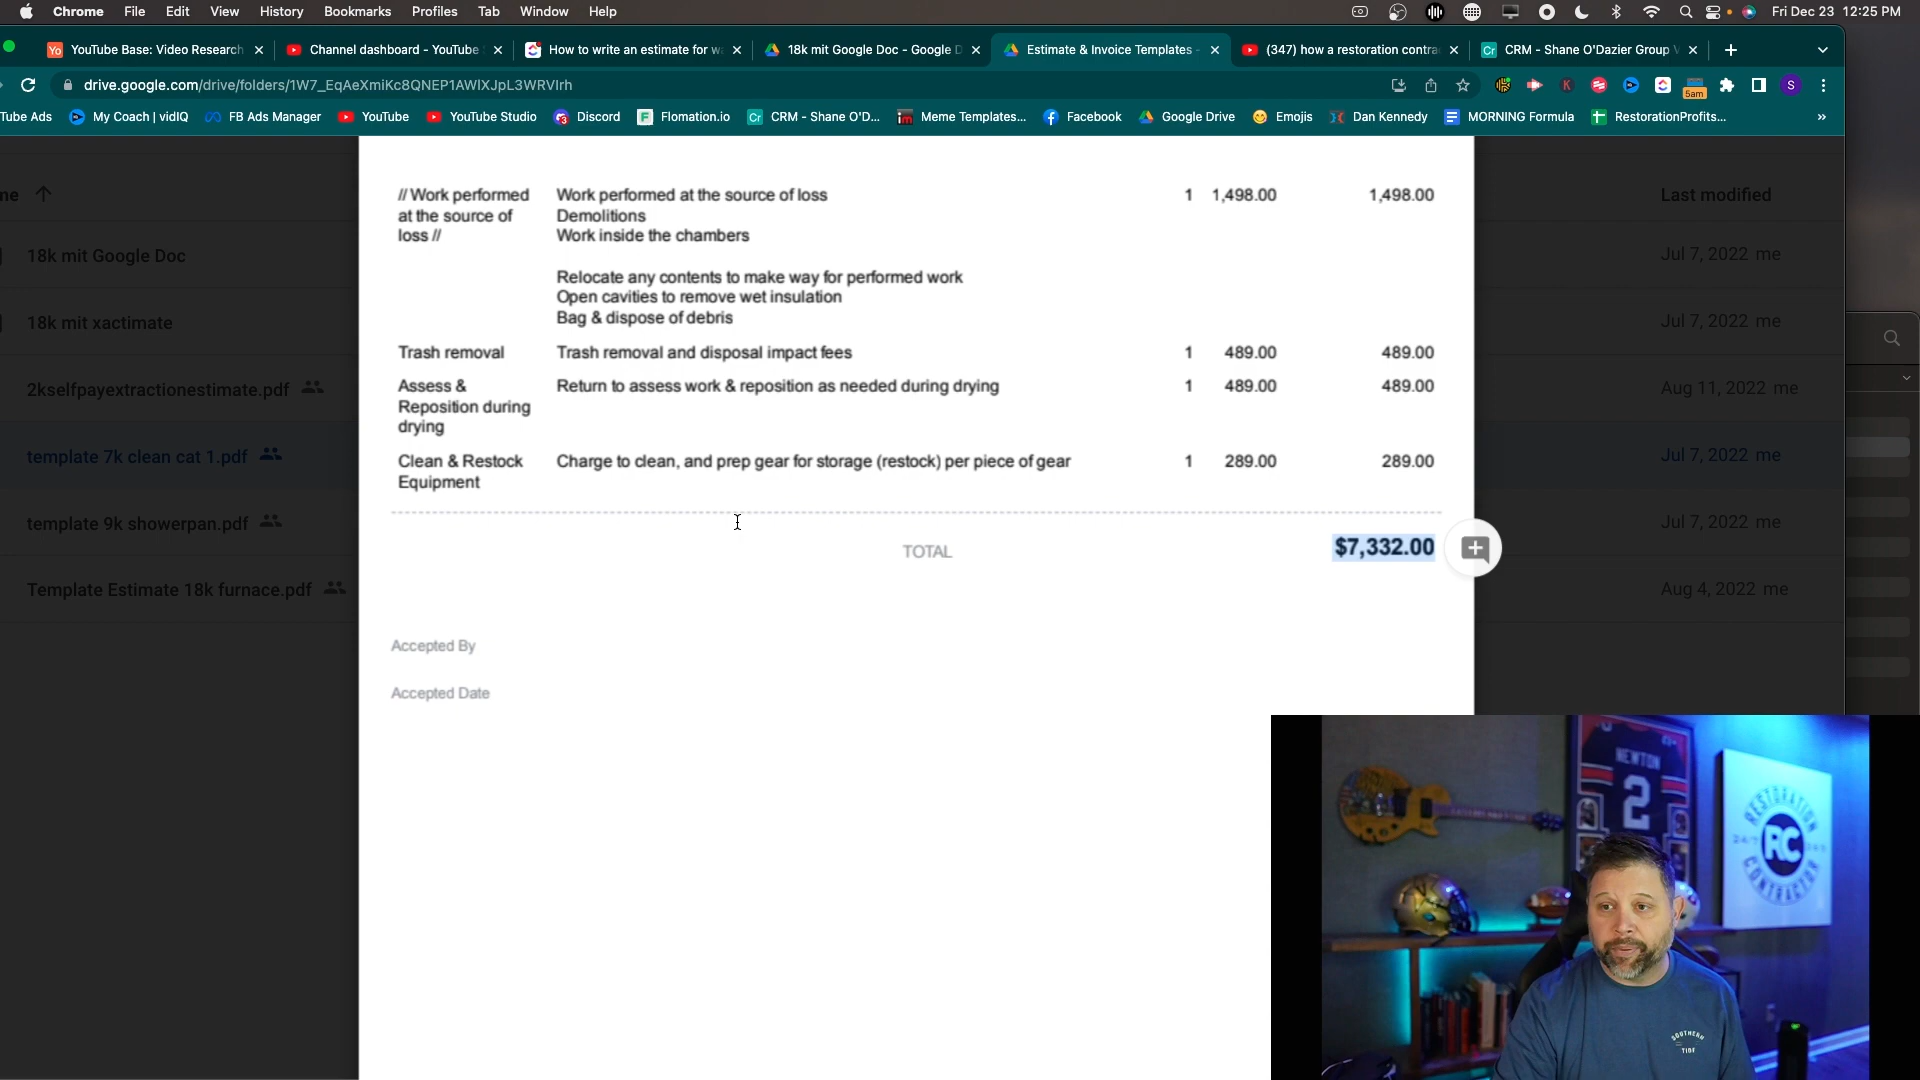 Chrome File Edit View History Bookmarks Profiles Tab Window Help Fri Dec 23 12:25 PM
YouTube Base: Video Research Channel dashboard - YouTube How to write an estimate for wa 18k mit Google Doc - Google D Estimate & Invoice Templates - (347) how a restoration contra CRM - Shane O'Dazier Group
drive.google.com/drive/folders/1W7_EqAeXmiKc8QNEP1AWlXJpL3WRVIrh 5am S
Tube Ads My Coach | vidIQ FB Ads Manager YouTube YouTube Studio Discord Flomation.io CRM - Shane O'D... Meme Templates... Facebook Google Drive Emojis Dan Kennedy MORNING Formula RestorationProfits... »
me Last modified
// Work performed Work performed at the source of loss 1 1,498.00 1,498.00
at the source of Demolitions
loss // Work inside the chambers
18k mit Google Doc Jul 7, 2022 me
Relocate any contents to make way for performed work
Open cavities to remove wet insulation
Bag & dispose of debris
18k mit xactimate Jul 7, 2022 me
Trash removal Trash removal and disposal impact fees 1 489.00 489.00
Assess & Return to assess work & reposition as needed during drying 1 489.00 489.00
Reposition during
drying
2kselfpayextractionestimate.pdf Aug 11, 2022 me
template 7k clean cat 1.pdf Jul 7, 2022 me
Clean & Restock Charge to clean, and prep gear for storage (restock) per piece of gear 1 289.00 289.00
Equipment
template 9k showerpan.pdf Jul 7, 2022 me
TOTAL $7,332.00
Template Estimate 18k furnace.pdf Aug 4, 2022 me
Accepted By
Accepted Date
NEWTON
2
RESTORATION
RC
CONTRACTOR
SOUTHERN
TIDE